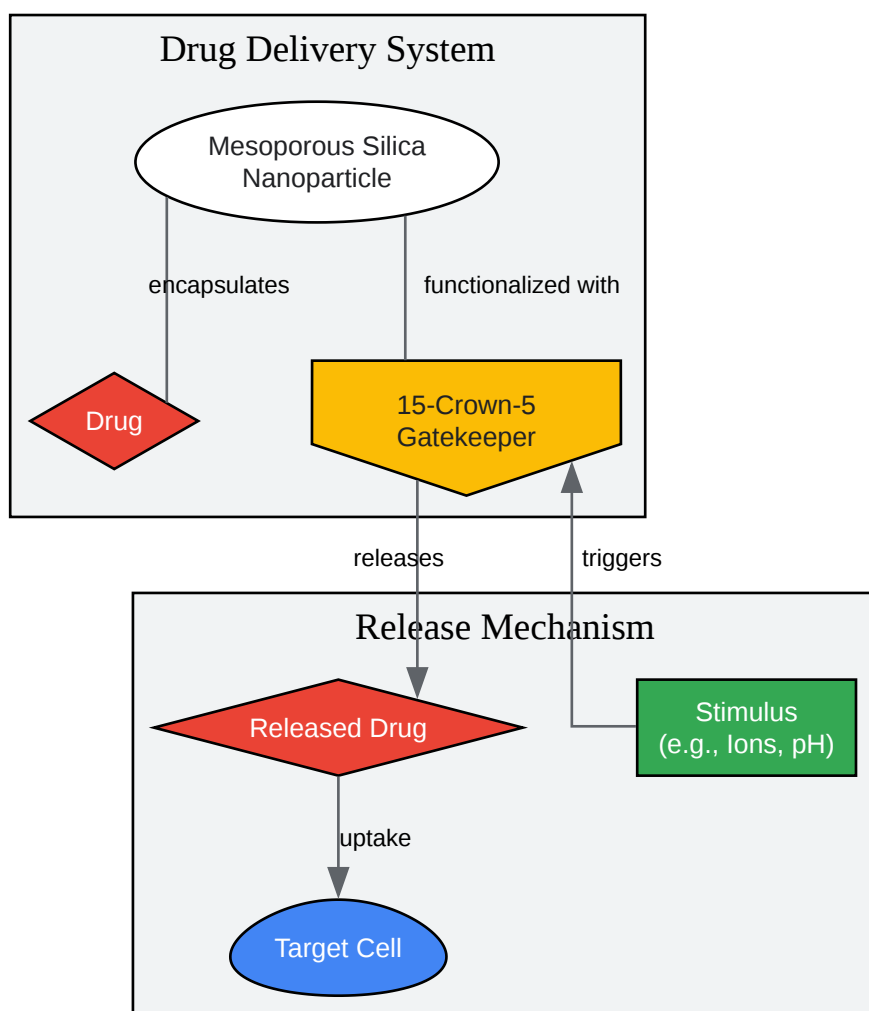 Drug Delivery System
Mesoporous Silica
Nanoparticle
encapsulates
functionalized with
Drug
15-Crown-5
Gatekeeper
releases
triggers
Release Mechanism
Released Drug
Stimulus
(e.g., Ions, pH)
uptake
Target Cell